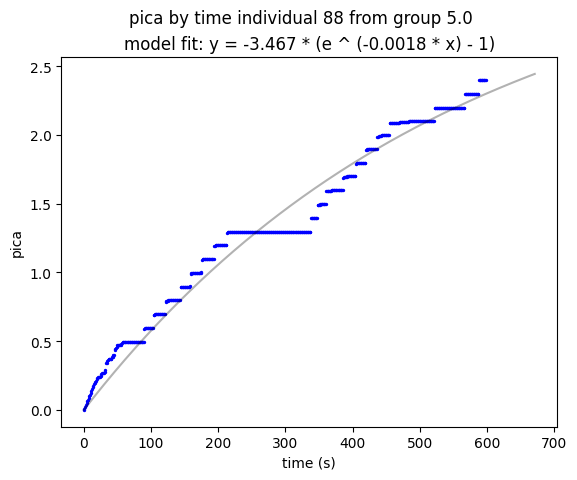 pica by time individual 88 from group 5.0
model fit: y = -3.467 * (e ^ (-0.0018 * x) - 1)
2.5
2.0
1.5
1.0
0.5
0.0
pica
0 100 200 300 400 500 600 700
time (s)